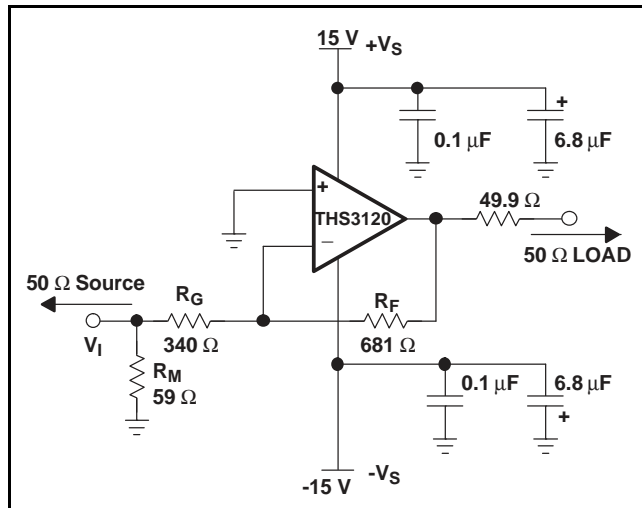 15 V +VS
+
0.1 µF
6.8 µF
+
THS3120
−
49.9 Ω
50 Ω LOAD
50 Ω Source
RG
RF
VI
340 Ω
681 Ω
RM
59 Ω
0.1 µF
6.8 µF
+
-15 V
-VS